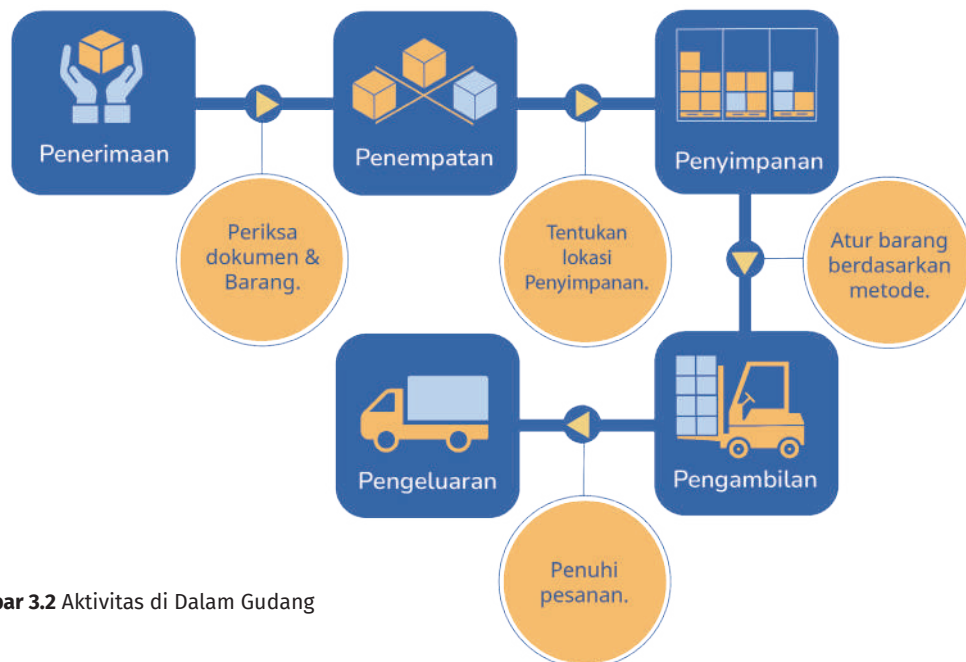 Penerimaan
Periksa
dokumen &
Barang.
Penempatan
Tentukan
lokasi
Penyimpanan.
Penyimpanan
Atur barang
berdasarkan
metode.
Pengambilan
Penuhi
pesanan.
Pengeluaran
bar 3.2 Aktivitas di Dalam Gudang